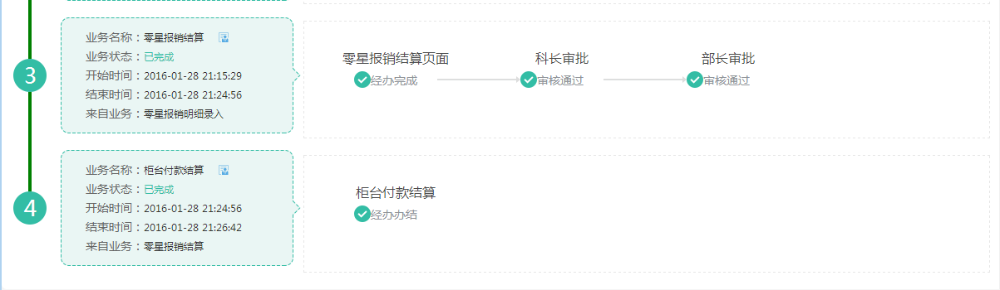 3
业务名称：零星报销结算
业务状态：已完成
开始时间：2016-01-28 21:15:29
结束时间：2016-01-28 21:24:56
来自业务：零星报销明细录入
零星报销结算页面 科长审批 部长审批
经办完成 审核通过 审核通过
4
业务名称：柜台付款结算
业务状态：已完成
开始时间：2016-01-28 21:24:56
结束时间：2016-01-28 21:26:42
来自业务：零星报销结算
柜台付款结算
经办办结